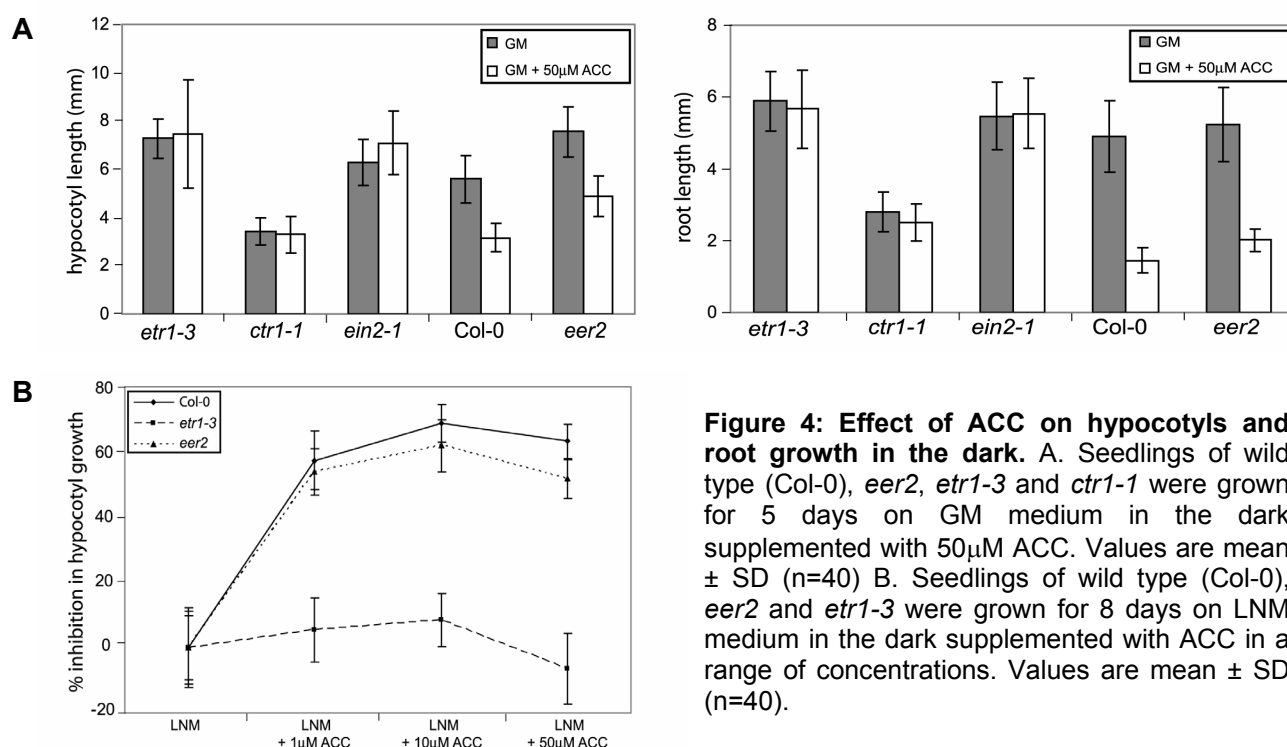 A
hypocotyl length (mm)
12
10
8
6
4
2
0
GM
GM + 50μM ACC
etr1-3 ctr1-1 ein2-1 Col-0 eer2
root length (mm)
8
6
4
2
0
GM
GM + 50μM ACC
etr1-3 ctr1-1 ein2-1 Col-0 eer2
B
% inhibition in hypocotyl growth
80
60
40
20
0
-20
Col-0
etr1-3
eer2
LNM LNM LNM LNM
+ 1μM ACC + 10μM ACC + 50μM ACC
Figure 4: Effect of ACC on hypocotyls and
root growth in the dark. A. Seedlings of wild
type (Col-0), eer2, etr1-3 and ctr1-1 were grown
for 5 days on GM medium in the dark
supplemented with 50μM ACC. Values are mean
± SD (n=40) B. Seedlings of wild type (Col-0),
eer2 and etr1-3 were grown for 8 days on LNM
medium in the dark supplemented with ACC in a
range of concentrations. Values are mean ± SD
(n=40).